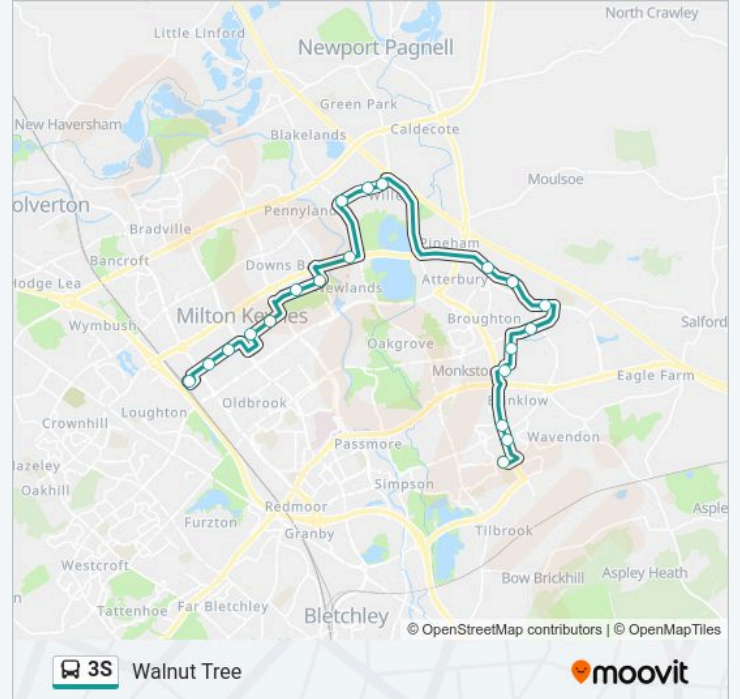 North Crawley
Little Linford
Newport Pagnell
Green Park
New Haversham
Caldecote
Blakelands
Moulsoe
olverton
Wille
Pennyland
Bradville
Pineham
Bancroft
Downs B
Hodge Lea
Atterbury
ewlands
Milton Keynes
Broughton
Salford
Wymbush
Oakgrove
Monksto
Eagle Farm
Oldbrook
nklow
Loughton
Crownhill
Wavendon
Passmore
lazeley
Oakhill
Simpson
Redmoor
Aspley
Furzton
Granby
Tilbrook
Westcroft
Bow Brickhill
Aspley Heath
n
Tattenhoe
Far Bletchley
Bletchley
© OpenStreetMap contributors | © OpenMapTiles
3S Walnut Tree
moovit